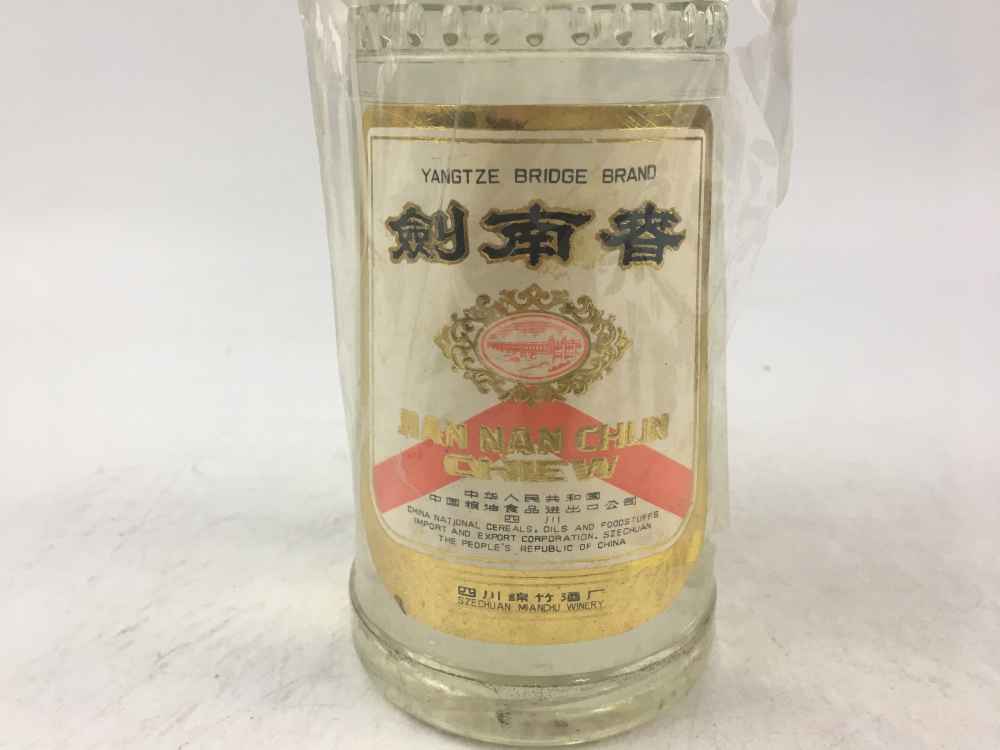 YANGTZE BRIDGE BRAND
劍南春
JIAN NAN CHUN
CHIEW
中华人民共和國
中國粮油食品进出口公司
四川
CHINA NATIONAL CEREALS, OILS AND FOODSTUFFS
IMPORT AND EXPORT CORPORATION, SZECHUAN
THE PEOPLE'S REPUBLIC OF CHINA
四川绵竹酒厂
SZECHUAN MIANCHU WINERY